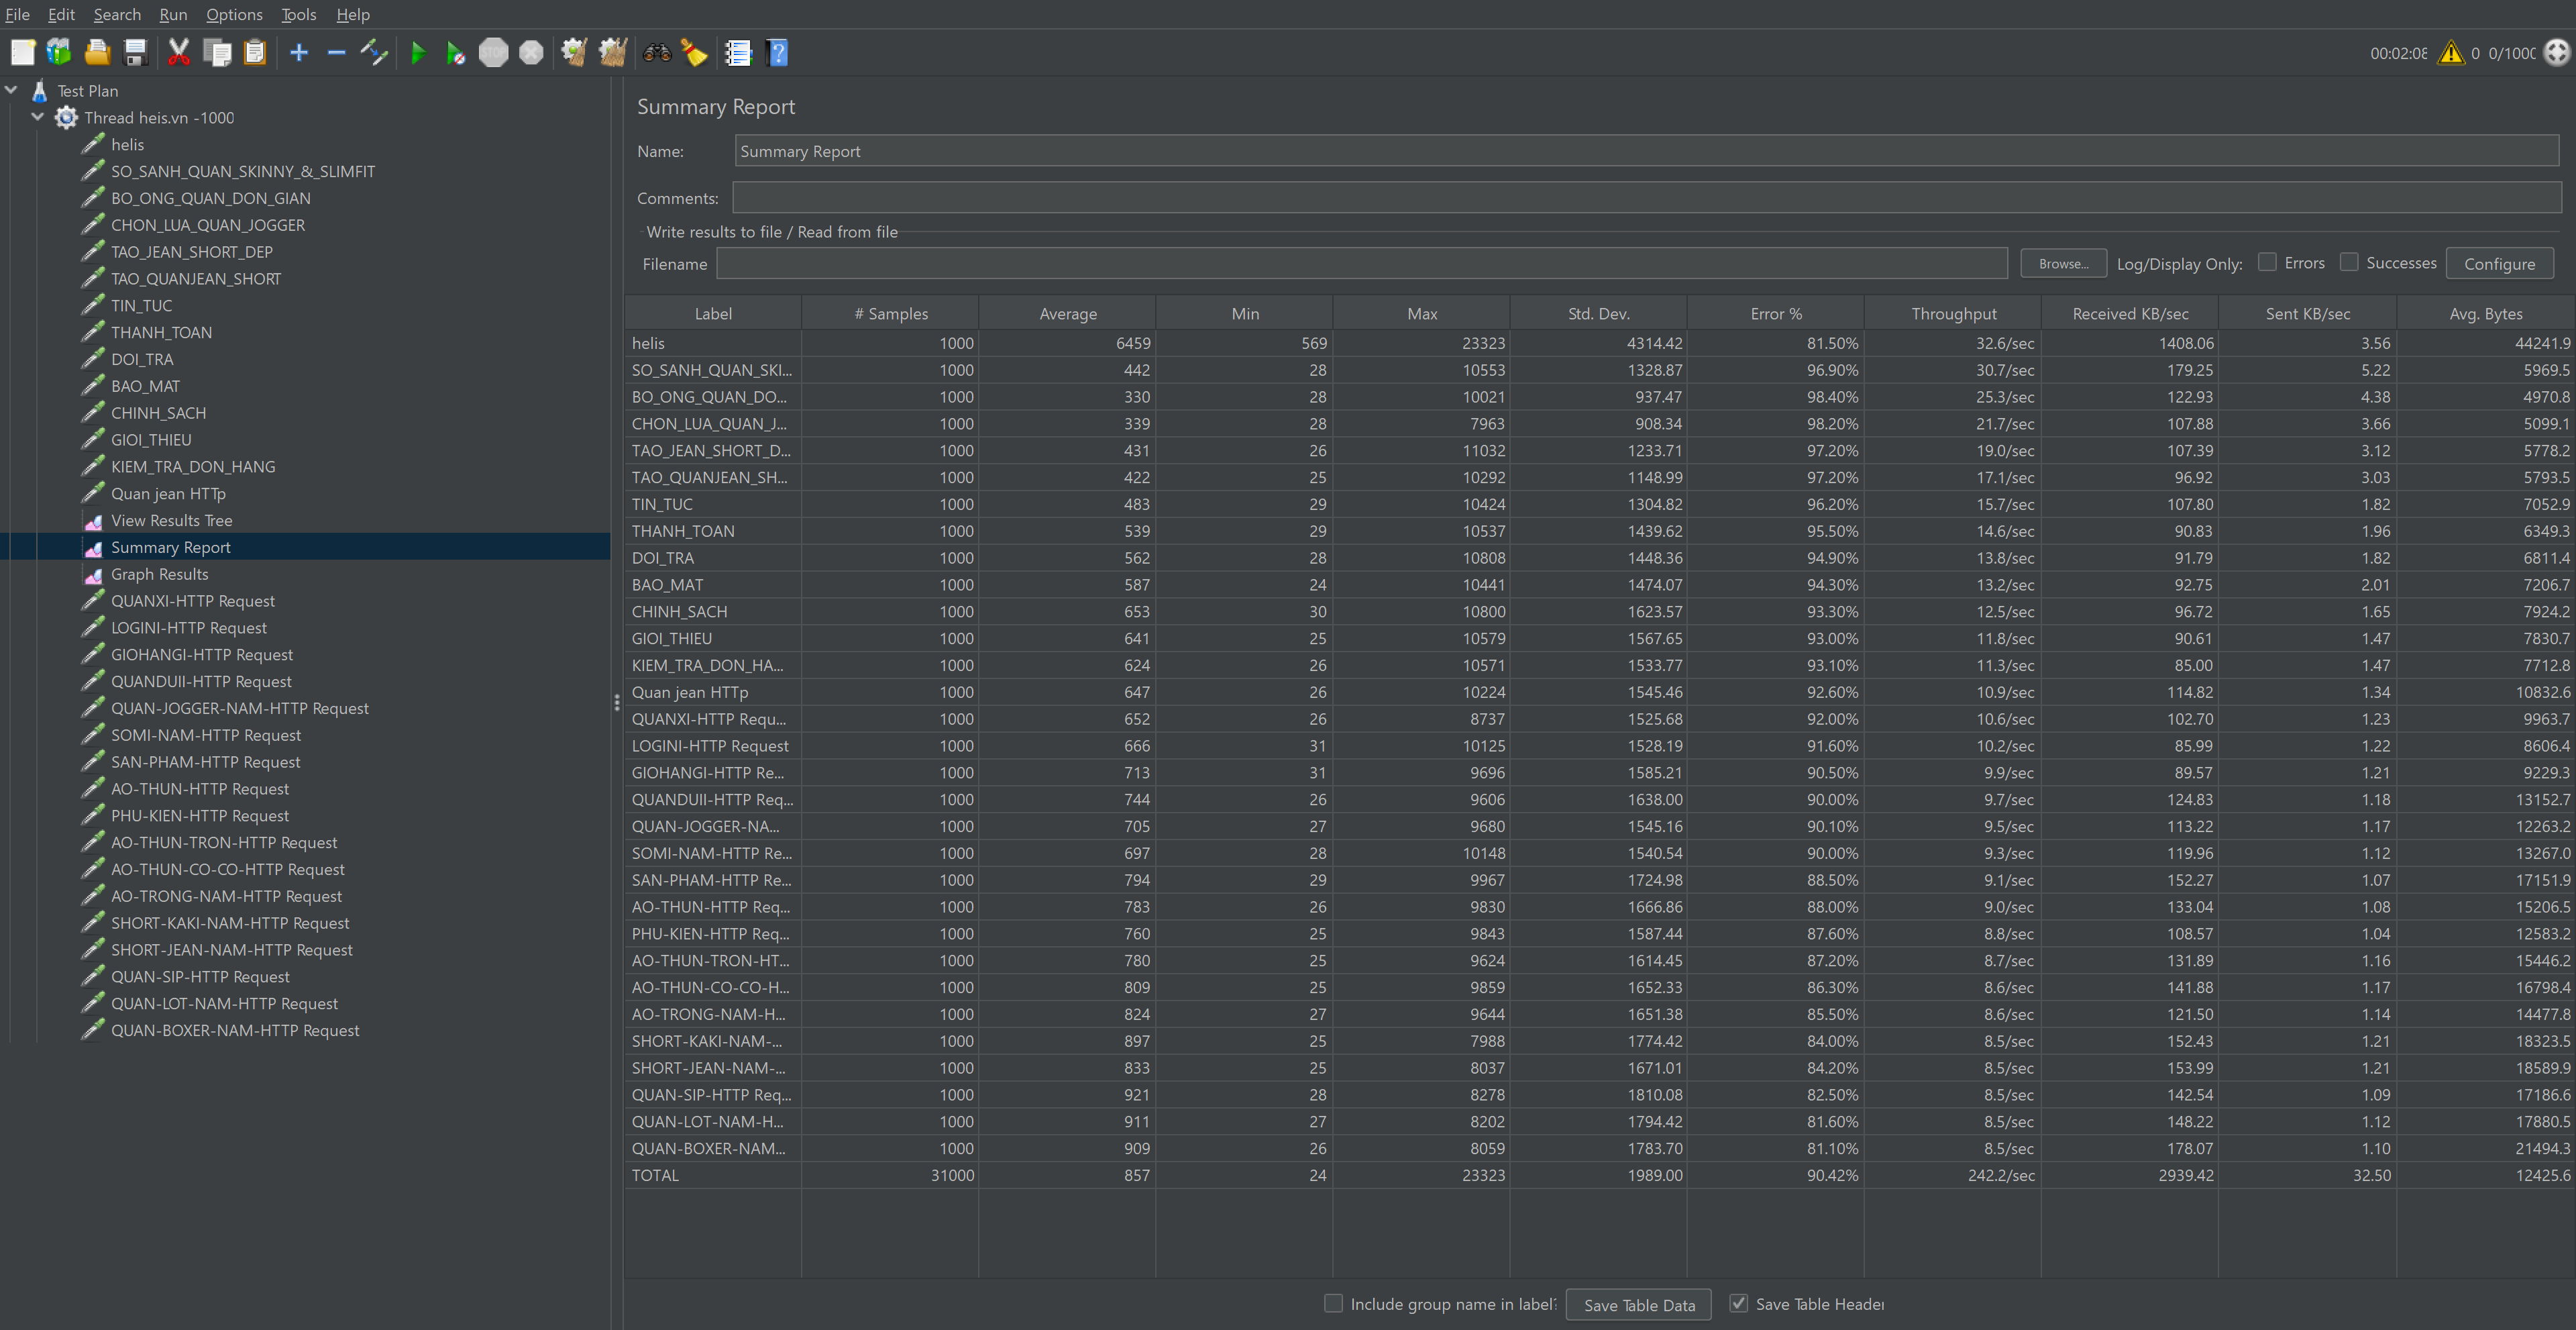 File Edit Search Run Options Tools Help
00:02:08 0 0/1000
Test Plan
Thread heis.vn -1000
helis
SO_SANH_QUAN_SKINNY_&_SLIMFIT
BO_ONG_QUAN_DON_GIAN
CHON_LUA_QUAN_JOGGER
TAO_JEAN_SHORT_DEP
TAO_QUANJEAN_SHORT
TIN_TUC
THANH_TOAN
DOI_TRA
BAO_MAT
CHINH_SACH
GIOI_THIEU
KIEM_TRA_DON_HANG
Quan jean HTTp
View Results Tree
Summary Report
Graph Results
QUANXI-HTTP Request
LOGINI-HTTP Request
GIOHANGI-HTTP Request
QUANDUII-HTTP Request
QUAN-JOGGER-NAM-HTTP Request
SOMI-NAM-HTTP Request
SAN-PHAM-HTTP Request
AO-THUN-HTTP Request
PHU-KIEN-HTTP Request
AO-THUN-TRON-HTTP Request
AO-THUN-CO-CO-HTTP Request
AO-TRONG-NAM-HTTP Request
SHORT-KAKI-NAM-HTTP Request
SHORT-JEAN-NAM-HTTP Request
QUAN-SIP-HTTP Request
QUAN-LOT-NAM-HTTP Request
QUAN-BOXER-NAM-HTTP Request
Summary Report
Name: Summary Report
Comments:
Write results to file / Read from file
Filename Browse... Log/Display Only: Errors Successes Configure
Label # Samples Average Min Max Std. Dev. Error % Throughput Received KB/sec Sent KB/sec Avg. Bytes
helis 1000 6459 569 23323 4314.42 81.50% 32.6/sec 1408.06 3.56 44241.9
SO_SANH_QUAN_SKI... 1000 442 28 10553 1328.87 96.90% 30.7/sec 179.25 5.22 5969.5
BO_ONG_QUAN_DO... 1000 330 28 10021 937.47 98.40% 25.3/sec 122.93 4.38 4970.8
CHON_LUA_QUAN_J... 1000 339 28 7963 908.34 98.20% 21.7/sec 107.88 3.66 5099.1
TAO_JEAN_SHORT_D... 1000 431 26 11032 1233.71 97.20% 19.0/sec 107.39 3.12 5778.2
TAO_QUANJEAN_SH... 1000 422 25 10292 1148.99 97.20% 17.1/sec 96.92 3.03 5793.5
TIN_TUC 1000 483 29 10424 1304.82 96.20% 15.7/sec 107.80 1.82 7052.9
THANH_TOAN 1000 539 29 10537 1439.62 95.50% 14.6/sec 90.83 1.96 6349.3
DOI_TRA 1000 562 28 10808 1448.36 94.90% 13.8/sec 91.79 1.82 6811.4
BAO_MAT 1000 587 24 10441 1474.07 94.30% 13.2/sec 92.75 2.01 7206.7
CHINH_SACH 1000 653 30 10800 1623.57 93.30% 12.5/sec 96.72 1.65 7924.2
GIOI_THIEU 1000 641 25 10579 1567.65 93.00% 11.8/sec 90.61 1.47 7830.7
KIEM_TRA_DON_HA... 1000 624 26 10571 1533.77 93.10% 11.3/sec 85.00 1.47 7712.8
Quan jean HTTp 1000 647 26 10224 1545.46 92.60% 10.9/sec 114.82 1.34 10832.6
QUANXI-HTTP Requ... 1000 652 26 8737 1525.68 92.00% 10.6/sec 102.70 1.23 9963.7
LOGINI-HTTP Request 1000 666 31 10125 1528.19 91.60% 10.2/sec 85.99 1.22 8606.4
GIOHANGI-HTTP Re... 1000 713 31 9696 1585.21 90.50% 9.9/sec 89.57 1.21 9229.3
QUANDUII-HTTP Req... 1000 744 26 9606 1638.00 90.00% 9.7/sec 124.83 1.18 13152.7
QUAN-JOGGER-NA... 1000 705 27 9680 1545.16 90.10% 9.5/sec 113.22 1.17 12263.2
SOMI-NAM-HTTP Re... 1000 697 28 10148 1540.54 90.00% 9.3/sec 119.96 1.12 13267.0
SAN-PHAM-HTTP Re... 1000 794 29 9967 1724.98 88.50% 9.1/sec 152.27 1.07 17151.9
AO-THUN-HTTP Req... 1000 783 26 9830 1666.86 88.00% 9.0/sec 133.04 1.08 15206.5
PHU-KIEN-HTTP Req... 1000 760 25 9843 1587.44 87.60% 8.8/sec 108.57 1.04 12583.2
AO-THUN-TRON-HT... 1000 780 25 9624 1614.45 87.20% 8.7/sec 131.89 1.16 15446.2
AO-THUN-CO-CO-H... 1000 809 25 9859 1652.33 86.30% 8.6/sec 141.88 1.17 16798.4
AO-TRONG-NAM-H... 1000 824 27 9644 1651.38 85.50% 8.6/sec 121.50 1.14 14477.8
SHORT-KAKI-NAM-... 1000 897 25 7988 1774.42 84.00% 8.5/sec 152.43 1.21 18323.5
SHORT-JEAN-NAM-... 1000 833 25 8037 1671.01 84.20% 8.5/sec 153.99 1.21 18589.9
QUAN-SIP-HTTP Req... 1000 921 28 8278 1810.08 82.50% 8.5/sec 142.54 1.09 17186.6
QUAN-LOT-NAM-H... 1000 911 27 8202 1794.42 81.60% 8.5/sec 148.22 1.12 17880.5
QUAN-BOXER-NAM... 1000 909 26 8059 1783.70 81.10% 8.5/sec 178.07 1.10 21494.3
TOTAL 31000 857 24 23323 1989.00 90.42% 242.2/sec 2939.42 32.50 12425.6
Include group name in label? Save Table Data Save Table Header